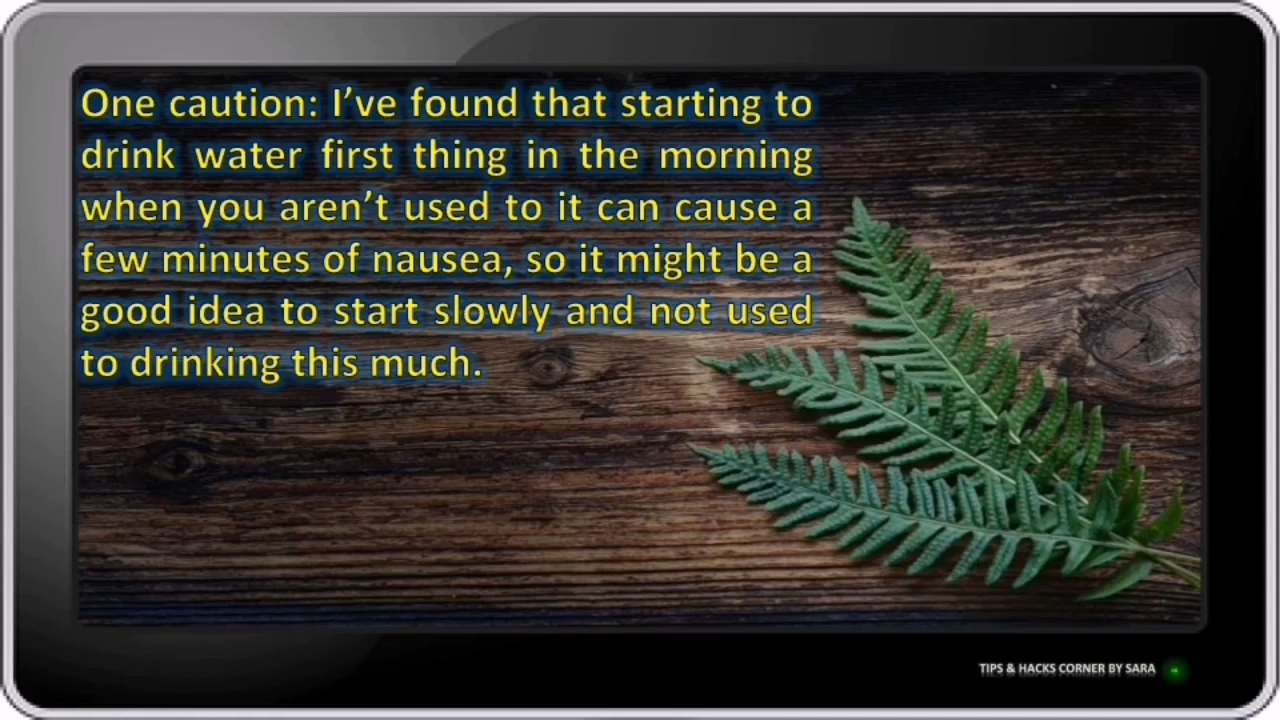 One caution: I’ve found that starting to
drink water first thing in the morning
when you aren’t used to it can cause a
few minutes of nausea, so it might be a
good idea to start slowly and not used
to drinking this much.
TIPS & HACKS CORNER BY SARA